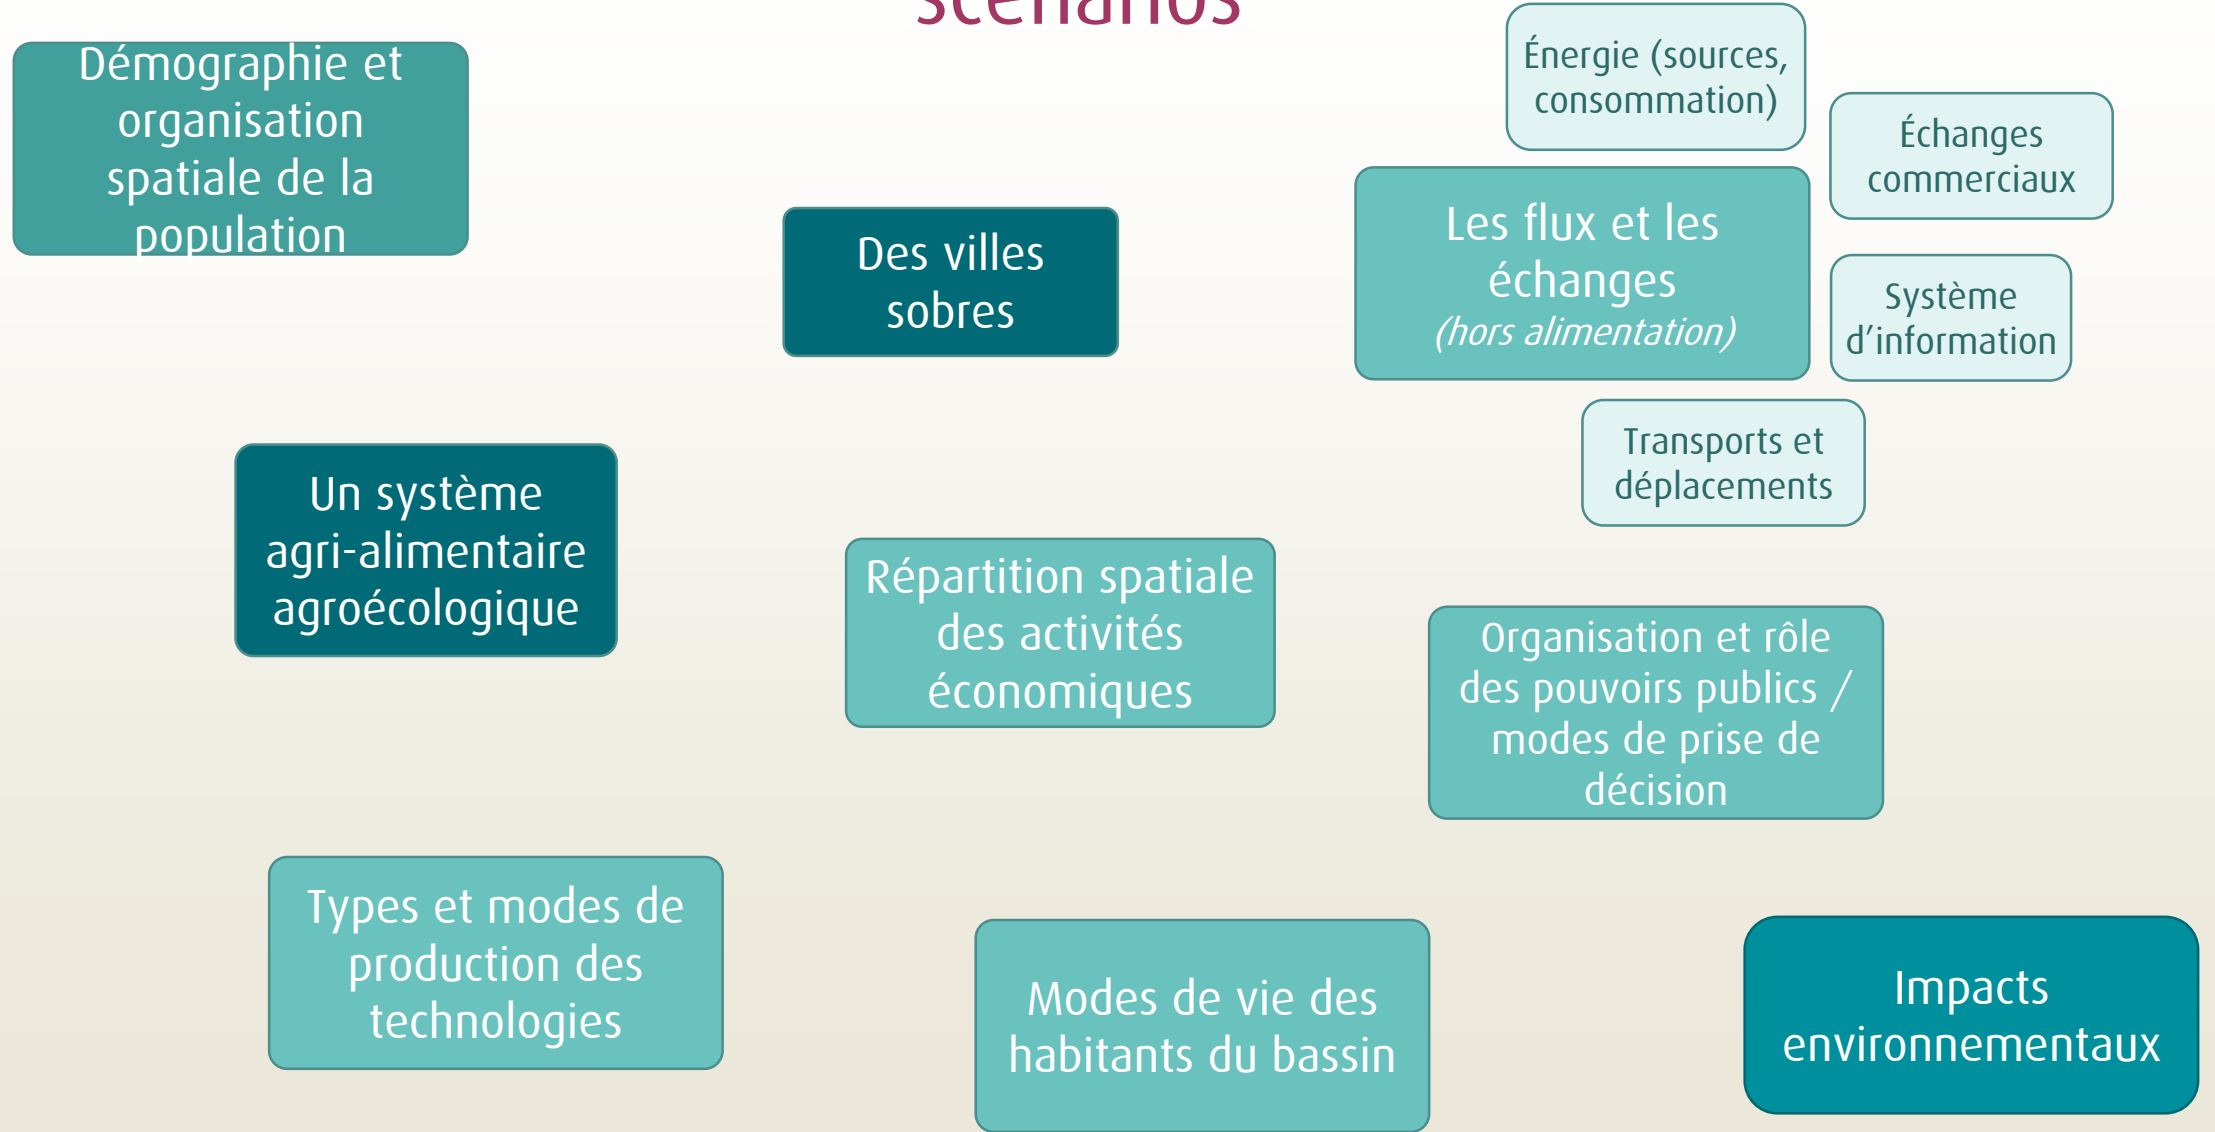 scénarios
Démographie et
organisation
spatiale de la
population
Des villes
sobres
Énergie (sources,
consommation)
Échanges
commerciaux
Les flux et les
échanges
(hors alimentation)
Système
d’information
Transports et
déplacements
Un système
agri-alimentaire
agroécologique
Répartition spatiale
des activités
économiques
Organisation et rôle
des pouvoirs publics /
modes de prise de
décision
Types et modes de
production des
technologies
Modes de vie des
habitants du bassin
Impacts
environnementaux